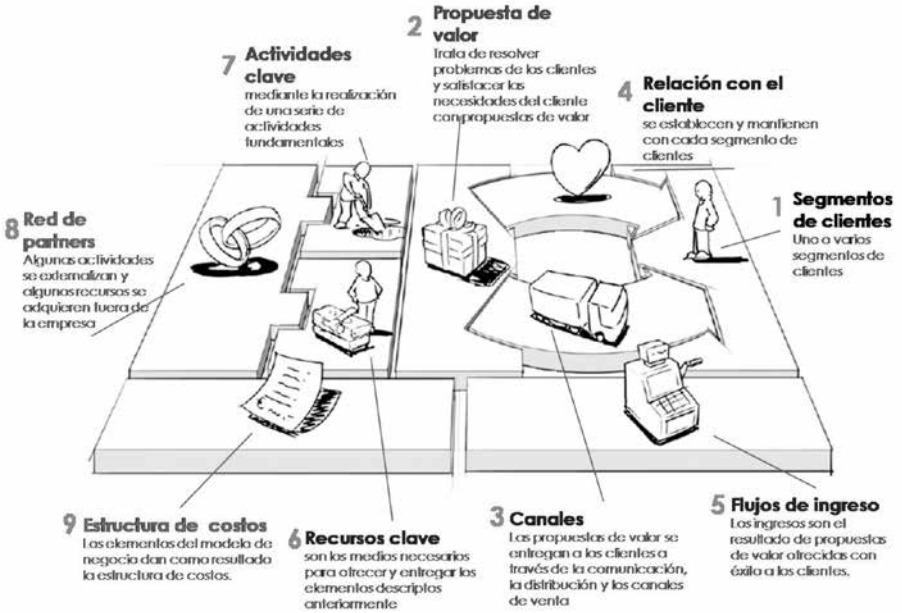 1 Segmentos
de clientes
Uno o varios
segmentos de
clientes
2 Propuesta de
valor
Trata de resolver
problemas de los clientes
y satisfacer las
necesidades del cliente
con propuestas de valor
3 Canales
Las propuestas de valor se
entregan a los clientes a
través de la comunicación,
la distribución y los canales
de venta
4 Relación con el
cliente
se establecen y mantienen
con cada segmento de
clientes
5 Flujos de ingreso
Los ingresos son el
resultado de propuestas
de valor ofrecidas con
éxito a los clientes.
6 Recursos clave
son los medios necesarios
para ofrecer y entregar los
elementos descriptos
anteriormente
7 Actividades
clave
mediante la realización
de una serie de
actividades
fundamentales
8 Red de
partners
Algunas actividades
se externalizan y
algunos recursos se
adquieren fuera de
la empresa
9 Estructura de costos
Los elementos del modelo de
negocio dan como resultado
la estructura de costos.